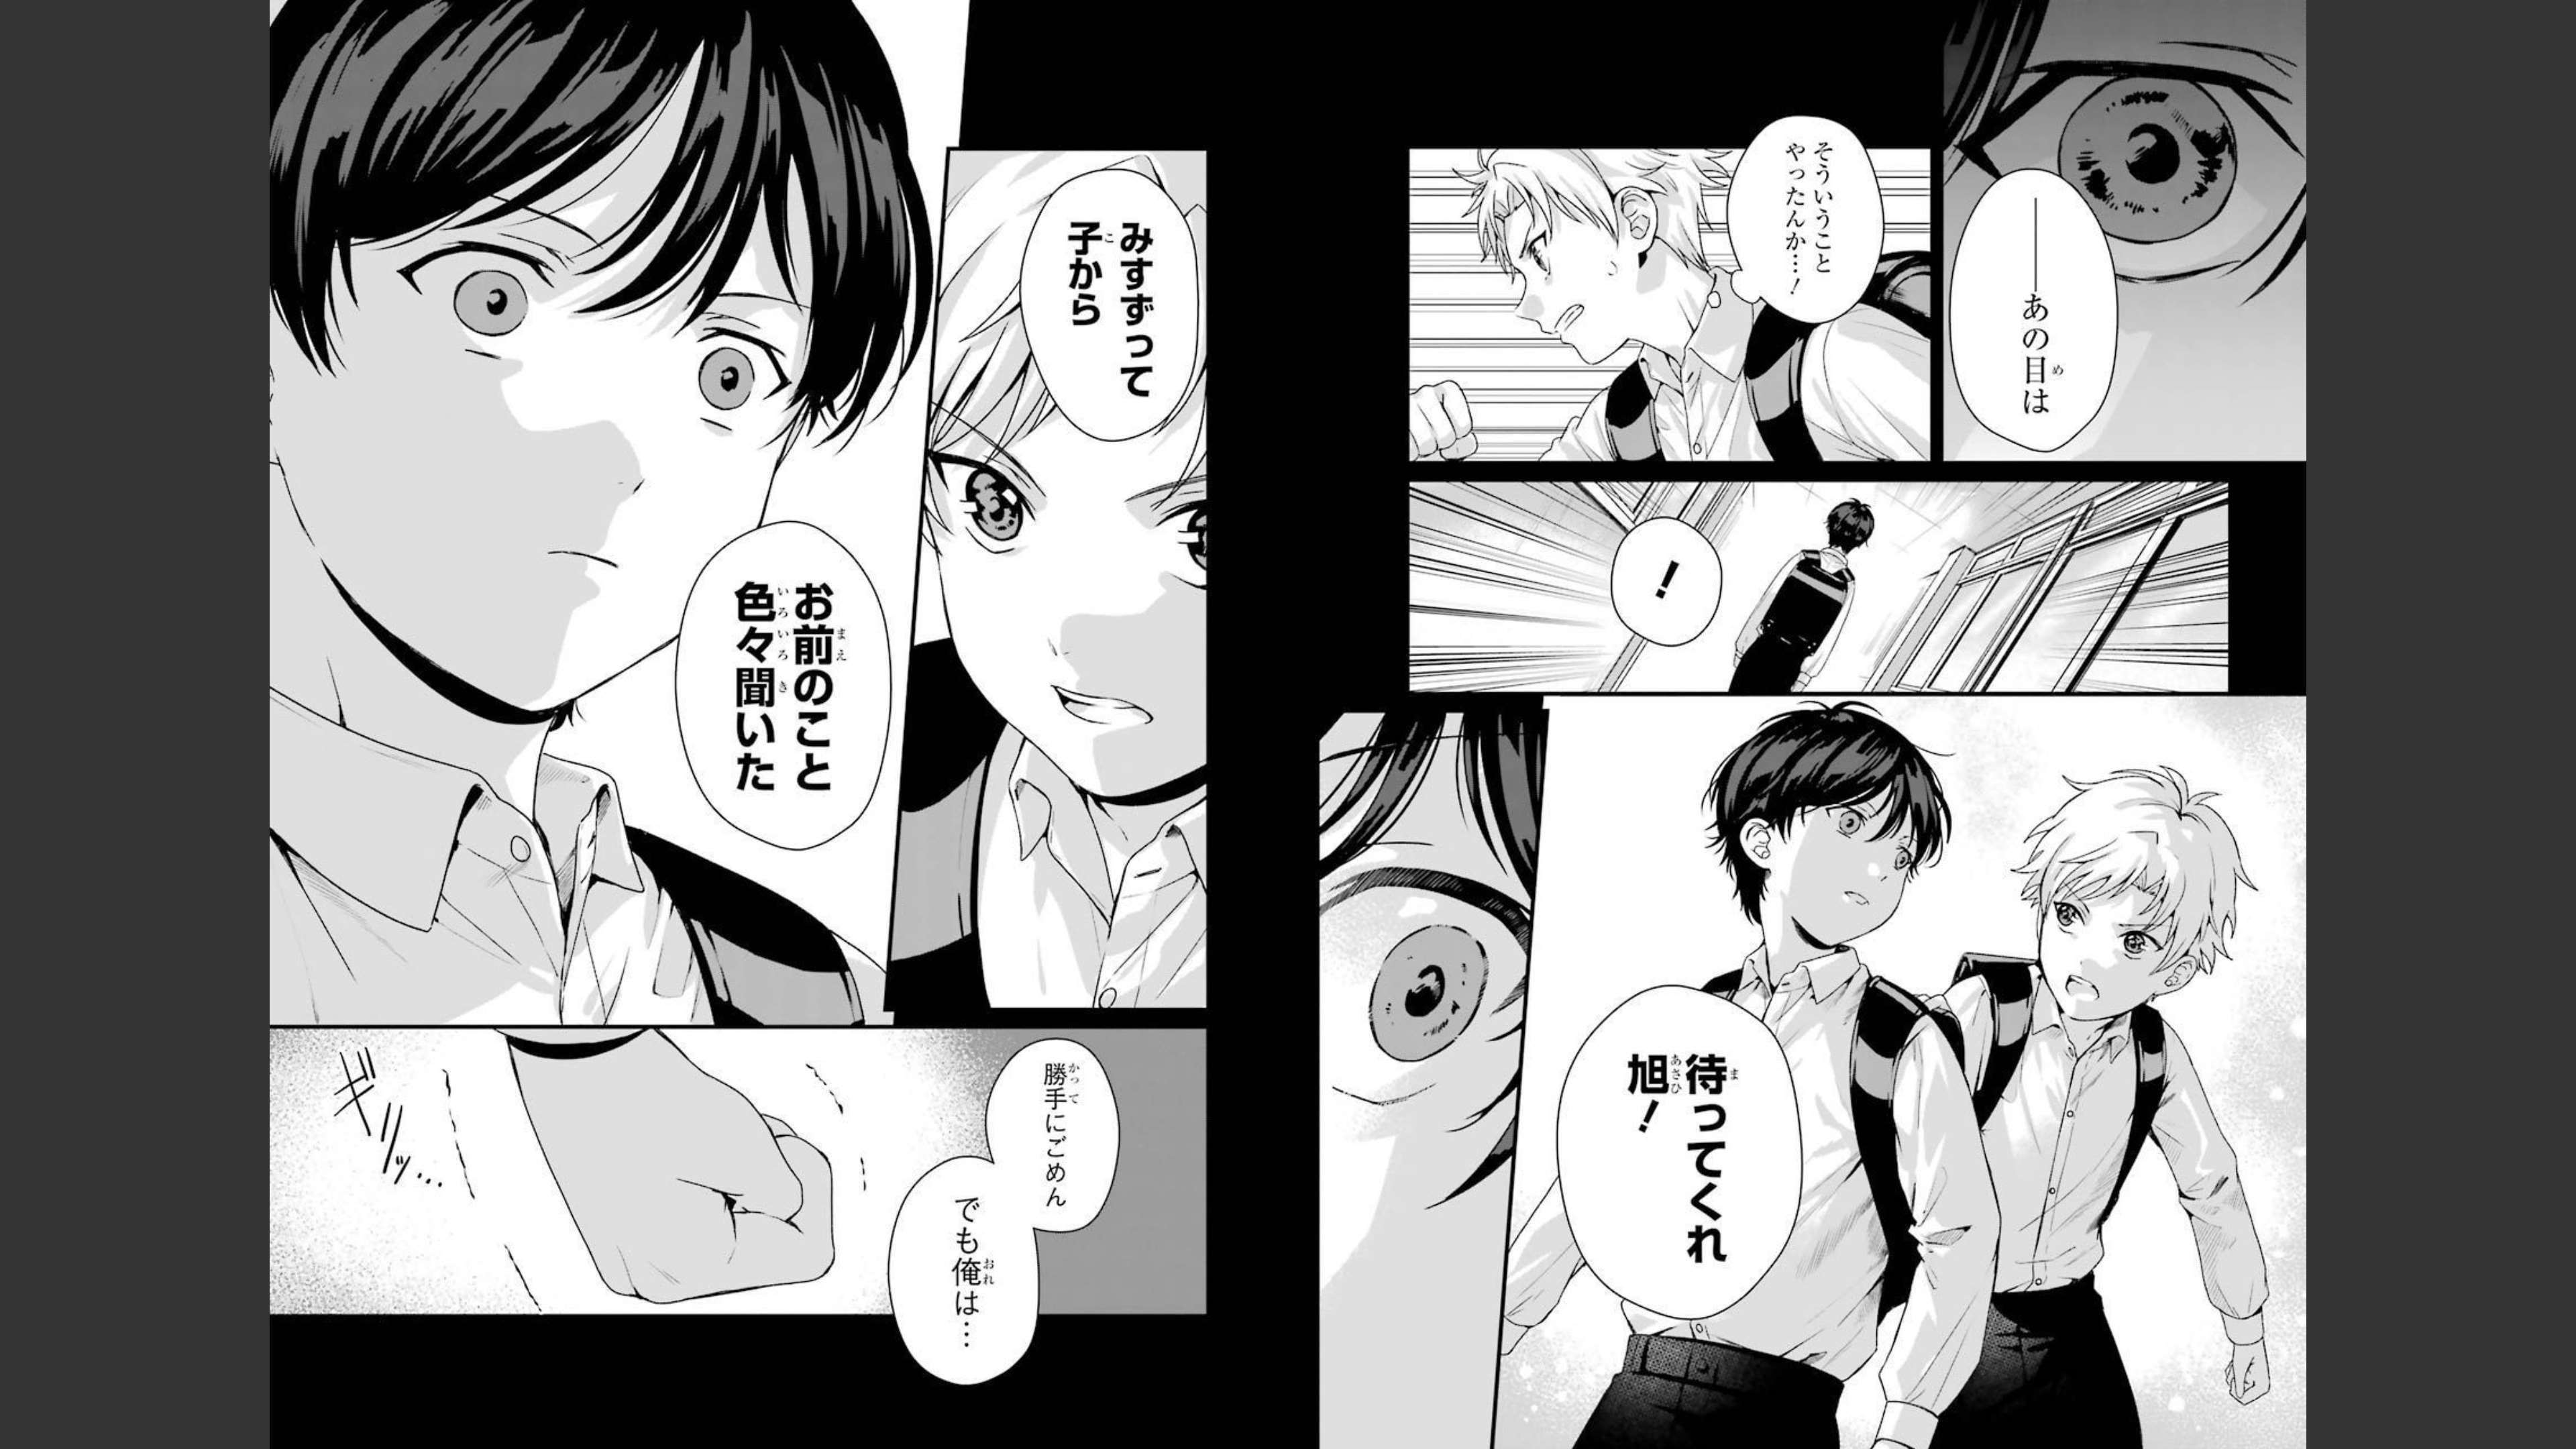 ――あの目は
そういうこと
やったんか…！
！
待ってくれ
旭！
みすずって
子から
お前のこと
色々聞いた
勝手にごめん
でも俺は…
ギリッ…